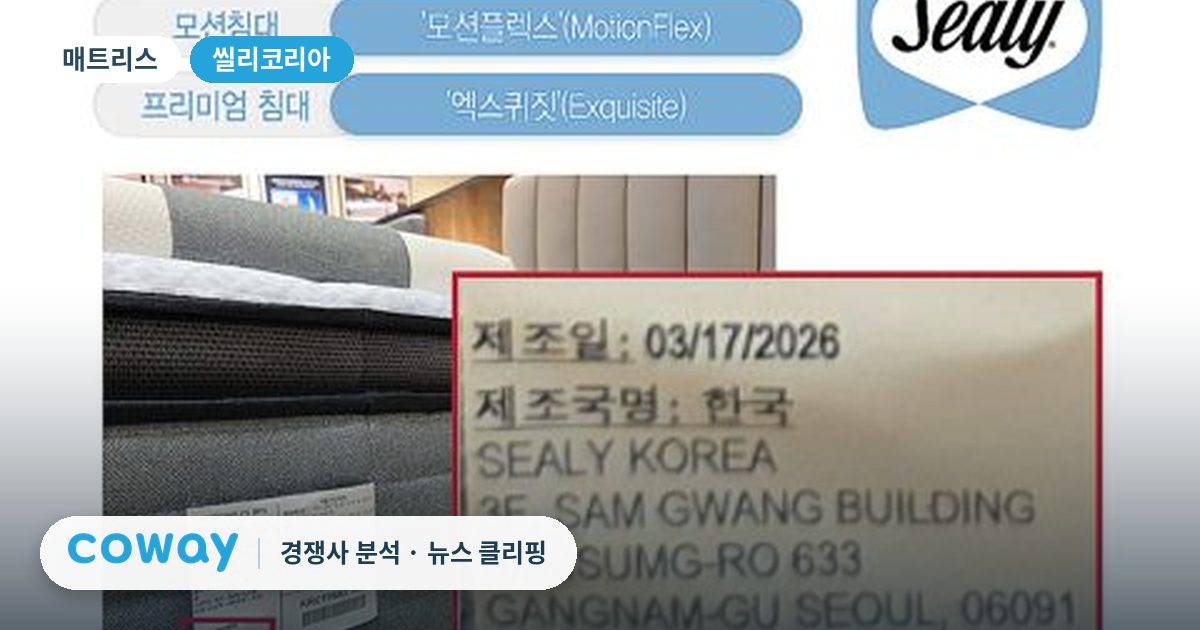 모션침대 '모션플렉스'(MotionFlex)
매트리스 씰리코리아
프리미엄 침대 '엑스퀴짓'(Exquisite)
Sealy
제조일: 03/17/2026
제조국명: 한국
SEALY KOREA
3F, SAM GWANG BUILDING
SUMG-RO 633
GANGNAM-GU SEOUL, 06091
coway 경쟁사 분석 · 뉴스 클리핑